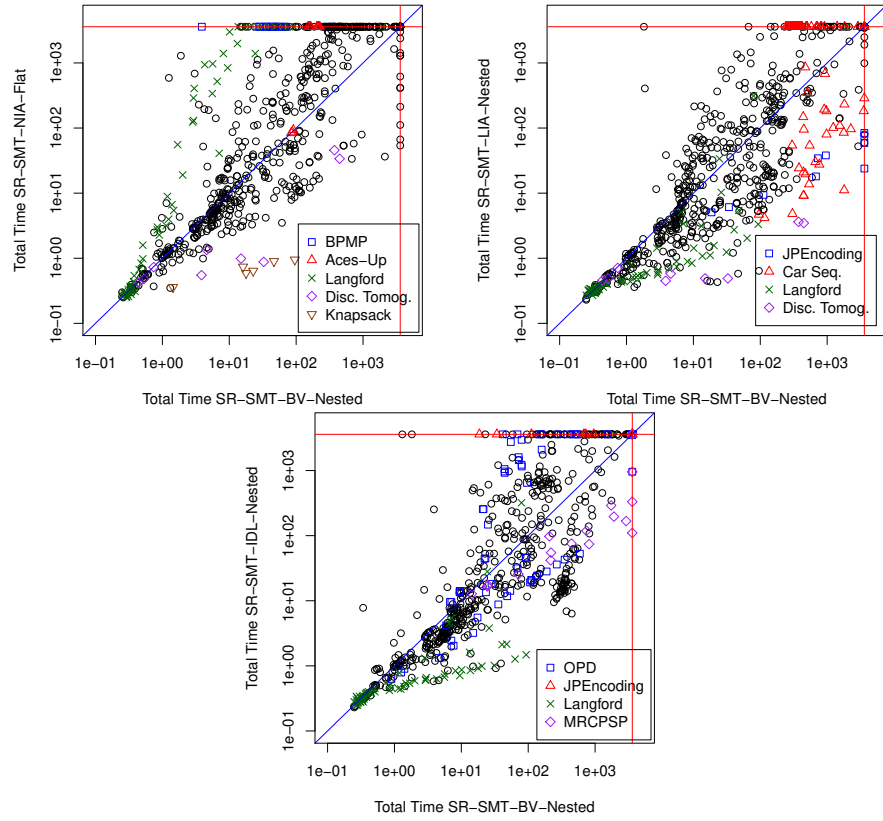 Total Time SR−SMT−NIA−Flat
1e+03
1e+02
1e+01
1e+00
1e−01
BPMP
Aces−Up
Langford
Disc. Tomog.
Knapsack
1e−01 1e+00 1e+01 1e+02 1e+03
Total Time SR−SMT−BV−Nested
Total Time SR−SMT−LIA−Nested
1e+03
1e+02
1e+01
1e+00
1e−01
JPEncoding
Car Seq.
Langford
Disc. Tomog.
1e−01 1e+00 1e+01 1e+02 1e+03
Total Time SR−SMT−BV−Nested
Total Time SR−SMT−IDL−Nested
1e+03
1e+02
1e+01
1e+00
1e−01
OPD
JPEncoding
Langford
MRCPSP
1e−01 1e+00 1e+01 1e+02 1e+03
Total Time SR−SMT−BV−Nested